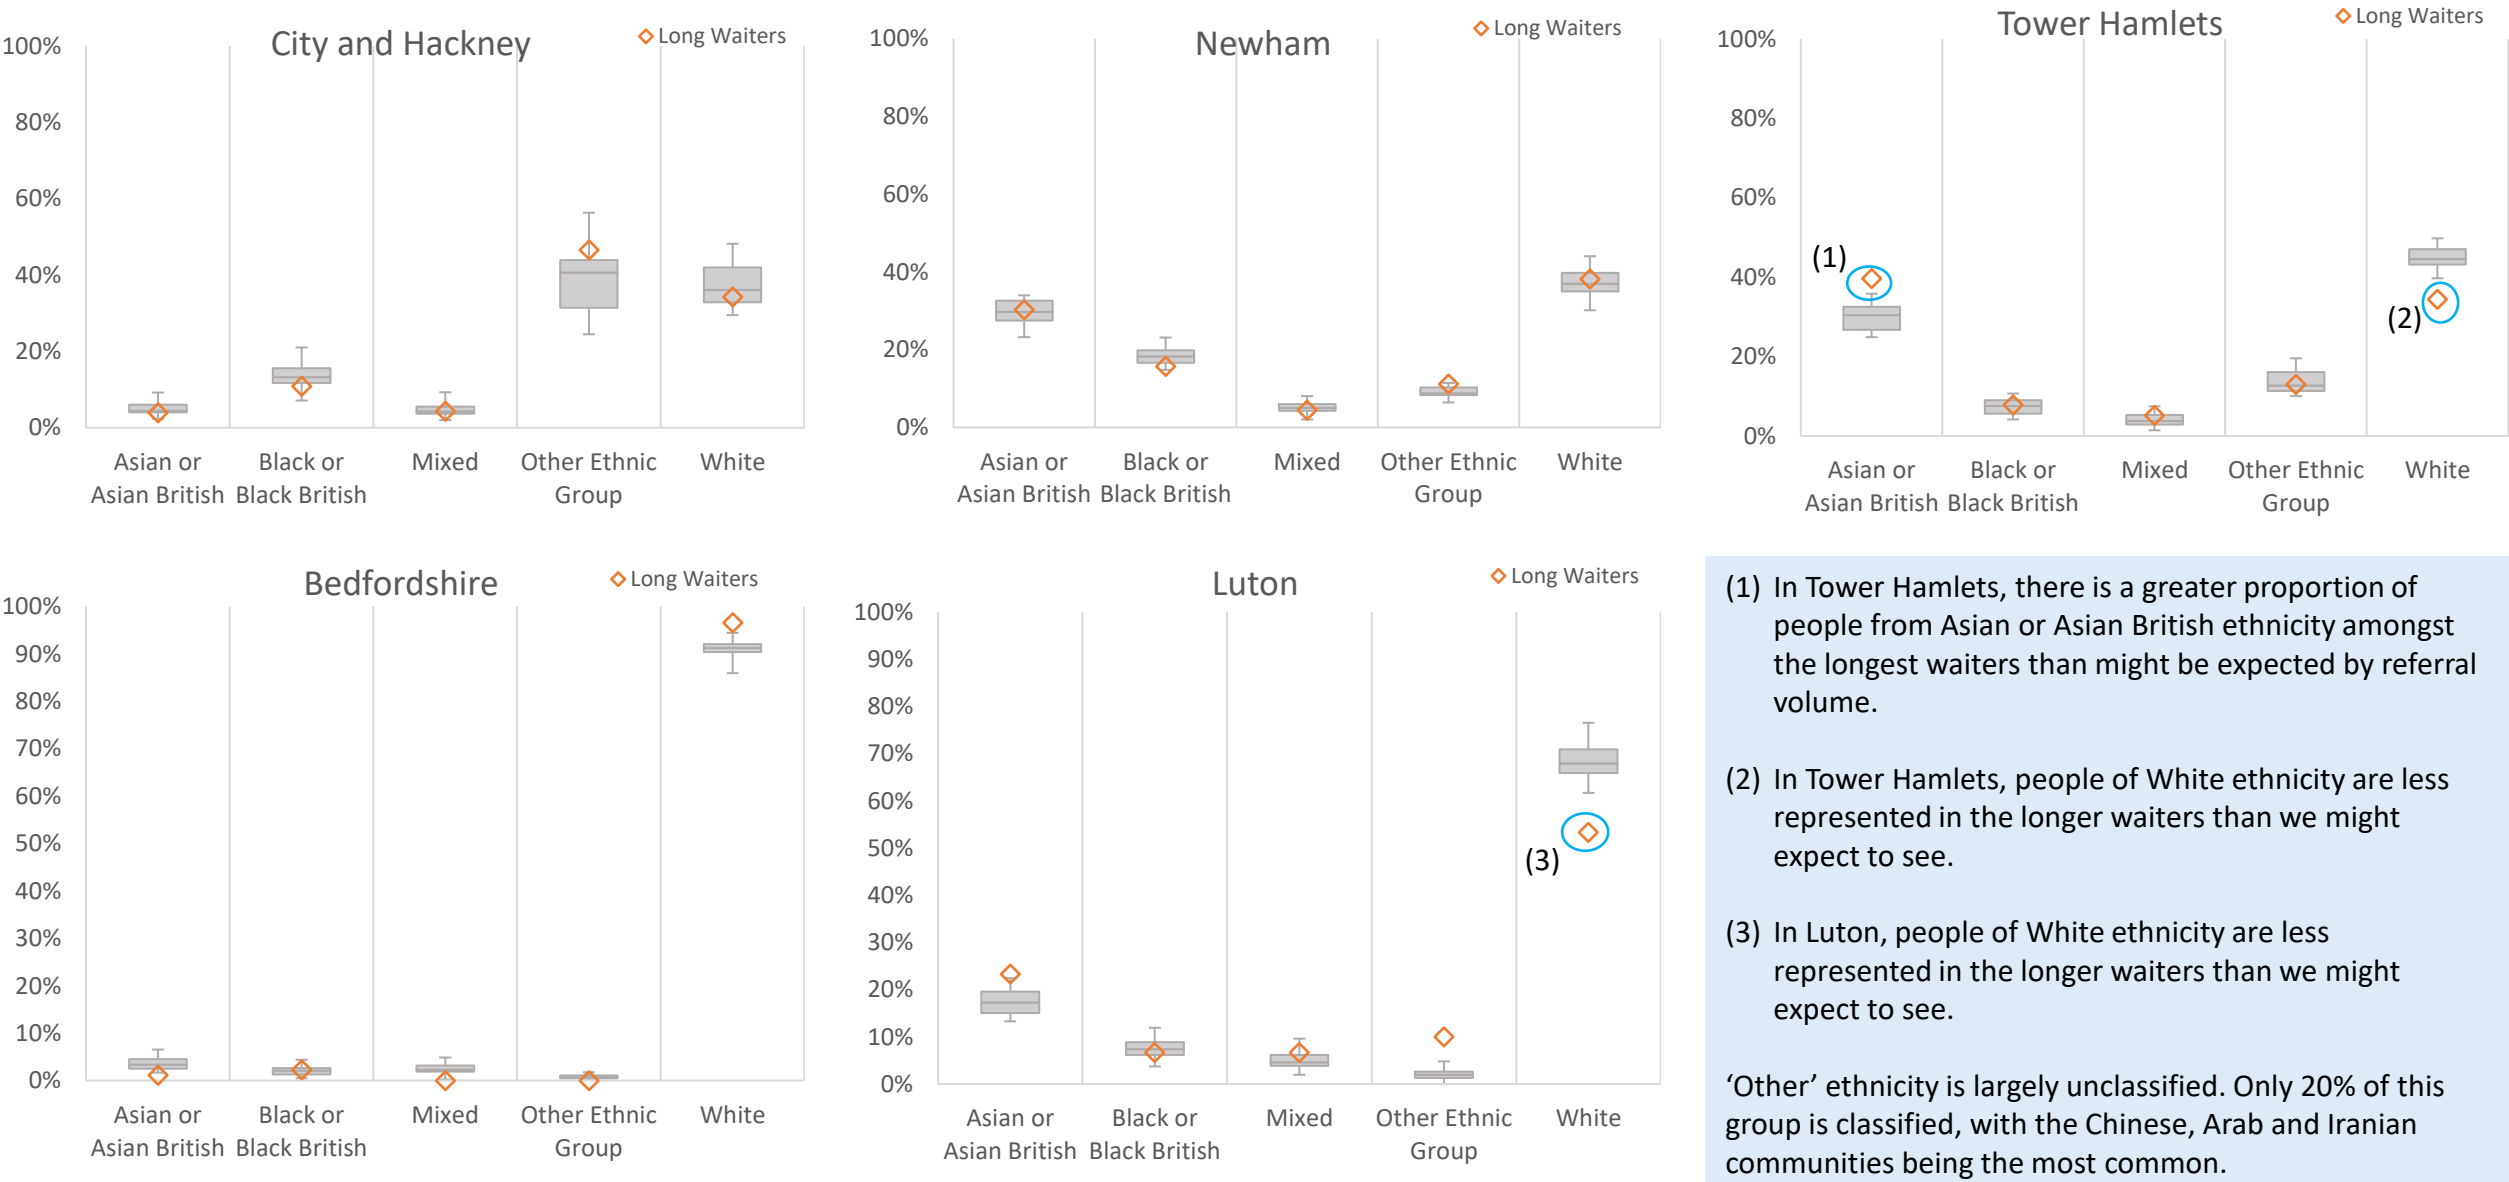 City and Hackney
Long Waiters
100%
80%
60%
40%
20%
0%
Asian or
Asian British
Black or
Black British
Mixed
Other Ethnic
Group
White
Newham
Long Waiters
100%
80%
60%
40%
20%
0%
Asian or
Asian British
Black or
Black British
Mixed
Other Ethnic
Group
White
Tower Hamlets
Long Waiters
100%
80%
60%
40%
20%
0%
(1)
(2)
Asian or
Asian British
Black or
Black British
Mixed
Other Ethnic
Group
White
Bedfordshire
Long Waiters
100%
90%
80%
70%
60%
50%
40%
30%
20%
10%
0%
Asian or
Asian British
Black or
Black British
Mixed
Other Ethnic
Group
White
Luton
Long Waiters
100%
90%
80%
70%
60%
50%
40%
30%
20%
10%
0%
(3)
Asian or
Asian British
Black or
Black British
Mixed
Other Ethnic
Group
White
(1) In Tower Hamlets, there is a greater proportion of
people from Asian or Asian British ethnicity amongst
the longest waiters than might be expected by referral
volume.
(2) In Tower Hamlets, people of White ethnicity are less
represented in the longer waiters than we might
expect to see.
(3) In Luton, people of White ethnicity are less
represented in the longer waiters than we might
expect to see.
‘Other’ ethnicity is largely unclassified. Only 20% of this
group is classified, with the Chinese, Arab and Iranian
communities being the most common.